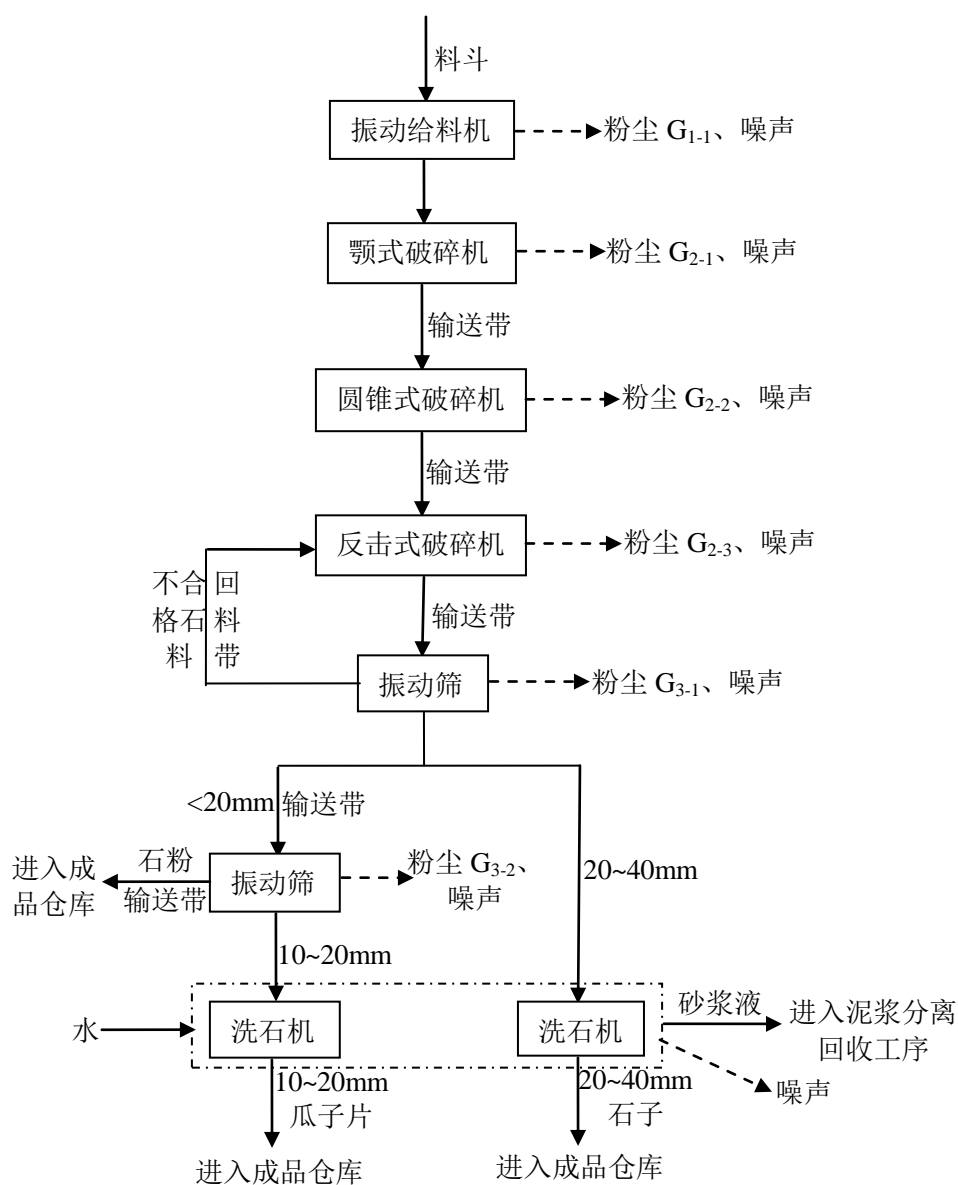 料斗
振动给料机
粉尘 G1-1、噪声
颚式破碎机
粉尘 G2-1、噪声
输送带
圆锥式破碎机
粉尘 G2-2、噪声
输送带
反击式破碎机
粉尘 G2-3、噪声
不合
格石
料
回
料
带
输送带
振动筛
粉尘 G3-1、噪声
<20mm
输送带
进入成
品仓库
石粉
输送带
振动筛
粉尘 G3-2、
噪声
20~40mm
10~20mm
水
洗石机
洗石机
砂浆液
进入泥浆分离
回收工序
噪声
10~20mm
瓜子片
20~40mm
石子
进入成品仓库
进入成品仓库